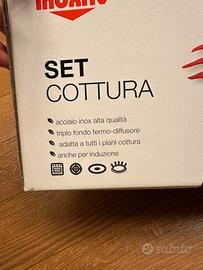 SET
COTTURA
acciaio inox alta qualità
triplo fondo termo-diffusore
adatta a tutti i piani cottura
anche per induzione
subito